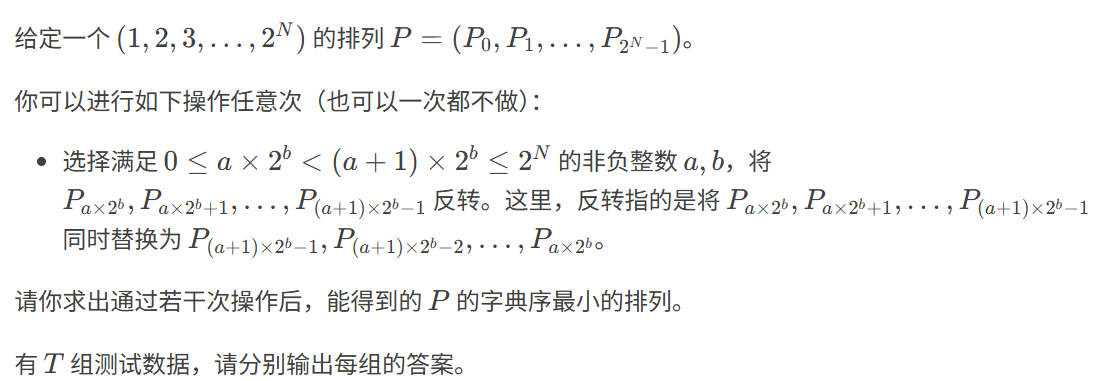 给定一个 $(1, 2, 3, \ldots, 2^N)$ 的排列 $P = (P_0, P_1, \ldots, P_{2^N-1})$。
你可以进行如下操作任意次（也可以一次都不做）：
• 选择满足 $0 \leq a \times 2^b < (a+1) \times 2^b \leq 2^N$ 的非负整数 $a, b$，将
$P_{a \times 2^b}, P_{a \times 2^b+1}, \ldots, P_{(a+1) \times 2^b-1}$ 反转。这里，反转指的是将 $P_{a \times 2^b}, P_{a \times 2^b+1}, \ldots, P_{(a+1) \times 2^b-1}$
同时替换为 $P_{(a+1) \times 2^b-1}, P_{(a+1) \times 2^b-2}, \ldots, P_{a \times 2^b}$。
请你求出通过若干次操作后，能得到的 $P$ 的字典序最小的排列。
有 $T$ 组测试数据，请分别输出每组的答案。